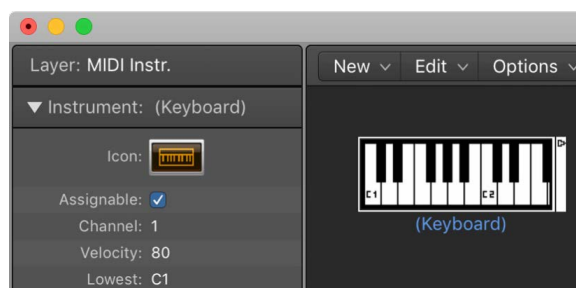 Layer: MIDI Instr.
New Edit Options
Instrument: (Keyboard)
Icon:
C1 C2
Assignable:
(Keyboard)
Channel: 1
Velocity: 80
Lowest: C1